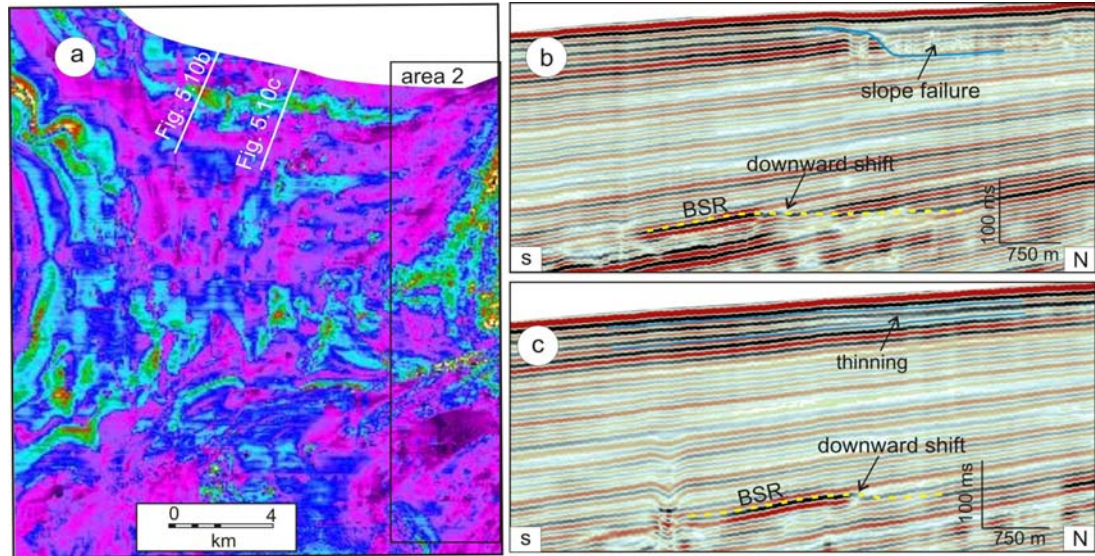 a
area 2
Fig. 5.10b
Fig. 5.10c
0 4
km
b
slope failure
downward shift
BSR
100 ms
750 m
s
N
c
thinning
downward shift
BSR
100 ms
750 m
s
N